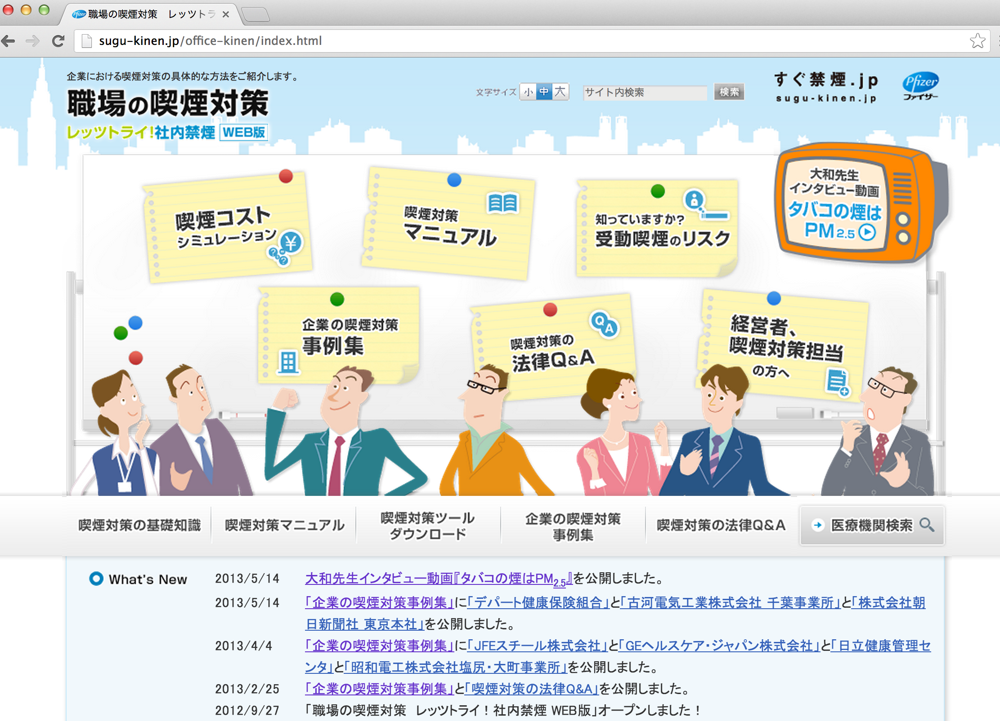 Pfizer 職場の喫煙対策　レッツトラ
sugu-kinen.jp/office-kinen/index.html
企業における喫煙対策の具体的な方法をご紹介します。
職場の喫煙対策
レッツトライ!社内禁煙 WEB版
文字サイズ 小 中 大 サイト内検索 検索
すぐ禁煙.jp
sugu-kinen.jp
Pfizer
ファイザー
大和先生
インタビュー動画
タバコの煙は
PM2.5
喫煙コスト
シミュレーション
¥
? ?
喫煙対策
マニュアル
知っていますか?
受動喫煙のリスク
企業の喫煙対策
事例集
Q A
喫煙対策の
法律Q&A
経営者、
喫煙対策担当
の方へ
喫煙対策の基礎知識
喫煙対策マニュアル
喫煙対策ツール
ダウンロード
企業の喫煙対策
事例集
喫煙対策の法律Q&A
医療機関検索
What's New
2013/5/14 大和先生インタビュー動画『タバコの煙はPM2.5』を公開しました。
2013/5/14 「企業の喫煙対策事例集」に「デパート健康保険組合」と「古河電気工業株式会社 千葉事業所」と「株式会社朝
日新聞社 東京本社」を公開しました。
2013/4/4 「企業の喫煙対策事例集」に「JFEスチール株式会社」と「GEヘルスケア・ジャパン株式会社」と「日立健康管理セ
ンタ」と「昭和電工株式会社塩尻・大町事業所」を公開しました。
2013/2/25 「企業の喫煙対策事例集」と「喫煙対策の法律Q&A」を公開しました。
2012/9/27 「職場の喫煙対策　レッツトライ！社内禁煙 WEB版」オープンしました！